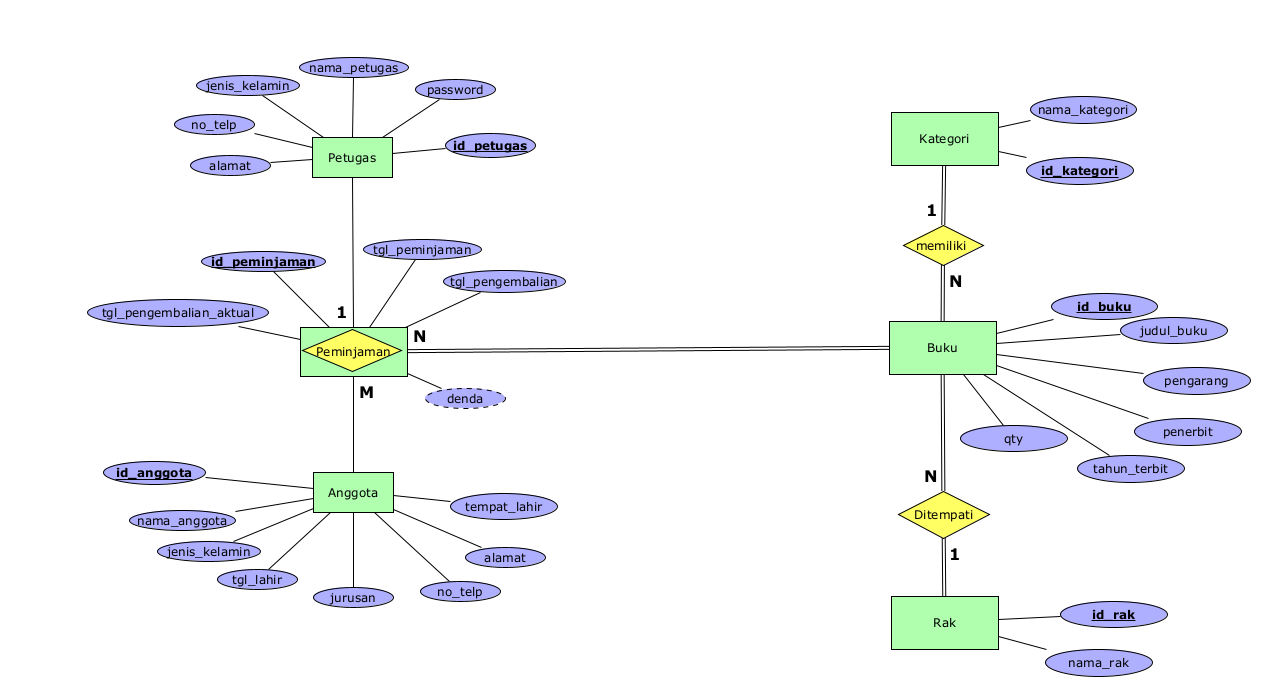 nama_petugas
jenis_kelamin
password
no_telp
id_petugas
alamat
Petugas
nama_kategori
Kategori
id_kategori
1
memiliki
N
tgl_peminjaman
id_peminjaman
tgl_pengembalian
tgl_pengembalian_aktual
1
N
Peminjaman
M
denda
id_buku
judul_buku
Buku
pengarang
penerbit
qty
tahun_terbit
N
Ditempati
1
id_anggota
Anggota
tempat_lahir
nama_anggota
jenis_kelamin
alamat
tgl_lahir
no_telp
jurusan
id_rak
Rak
nama_rak